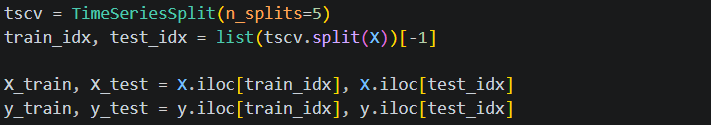 tscv = TimeSeriesSplit(n_splits=5)
train_idx, test_idx = list(tscv.split(X))[-1]
X_train, X_test = X.iloc[train_idx], X.iloc[test_idx]
y_train, y_test = y.iloc[train_idx], y.iloc[test_idx]